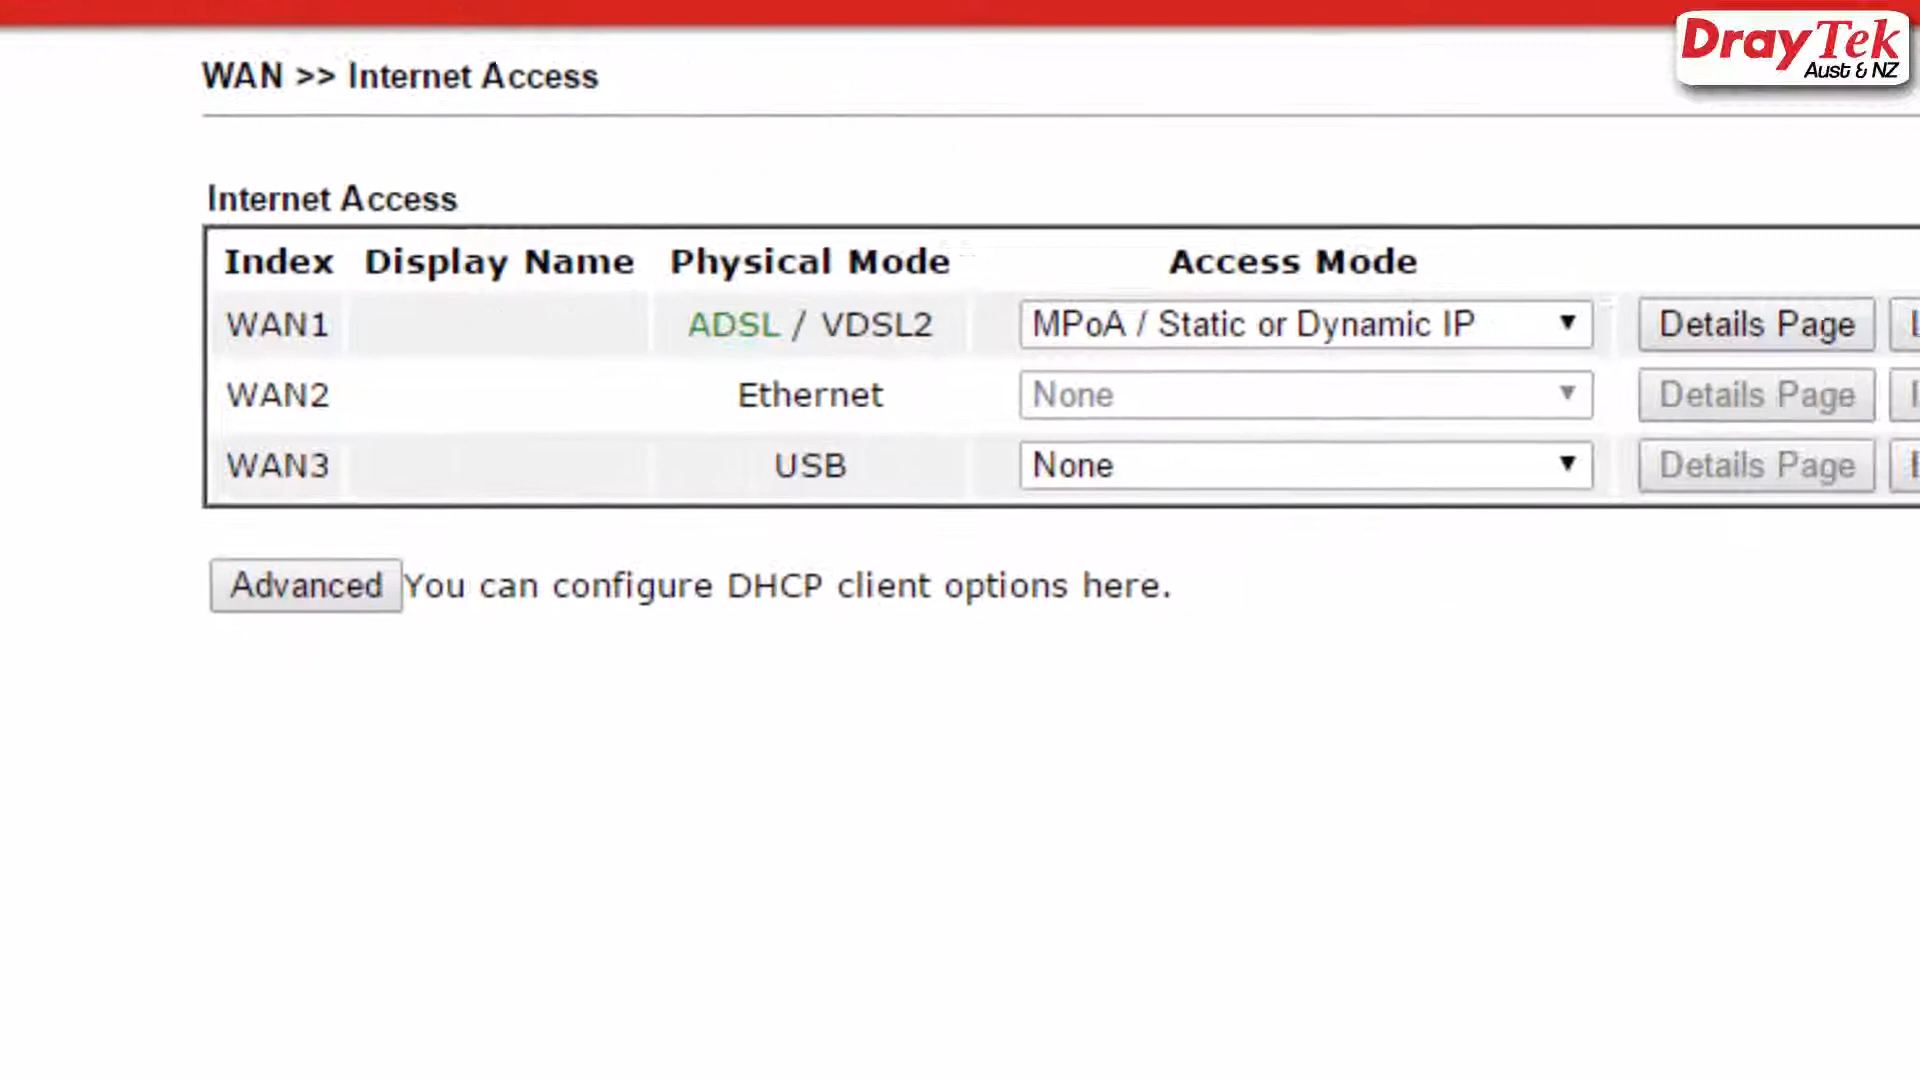 DrayTek
Aust & NZ
WAN >> Internet Access
Internet Access
Index Display Name Physical Mode Access Mode
WAN1 ADSL / VDSL2 MPoA / Static or Dynamic IP Details Page
WAN2 Ethernet None Details Page
WAN3 USB None Details Page
Advanced You can configure DHCP client options here.